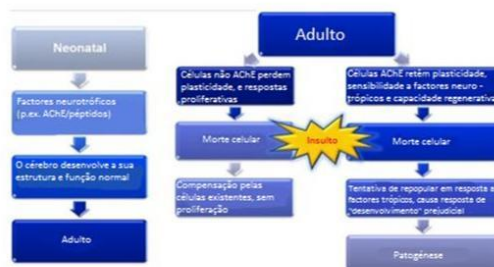 Neonatal
Factores neurotróficos
(p.ex. AChE/péptidos)
O cérebro desenvolve a sua
estrutura e função normal
Adulto
Adulto
Células não AChE perdem
plasticidade, e respostas
proliferativas
Morte celular
Compensação pelas
células existentes, sem
proliferação
Insulto
Células AChE retêm plasticidade,
sensibilidade a factores neuro -
trópicos e capacidade regenerativa
Morte celular
Tentativa de repopular em resposta a
factores trópicos, causa resposta de
"desenvolvimento" prejudicial
Patogénese